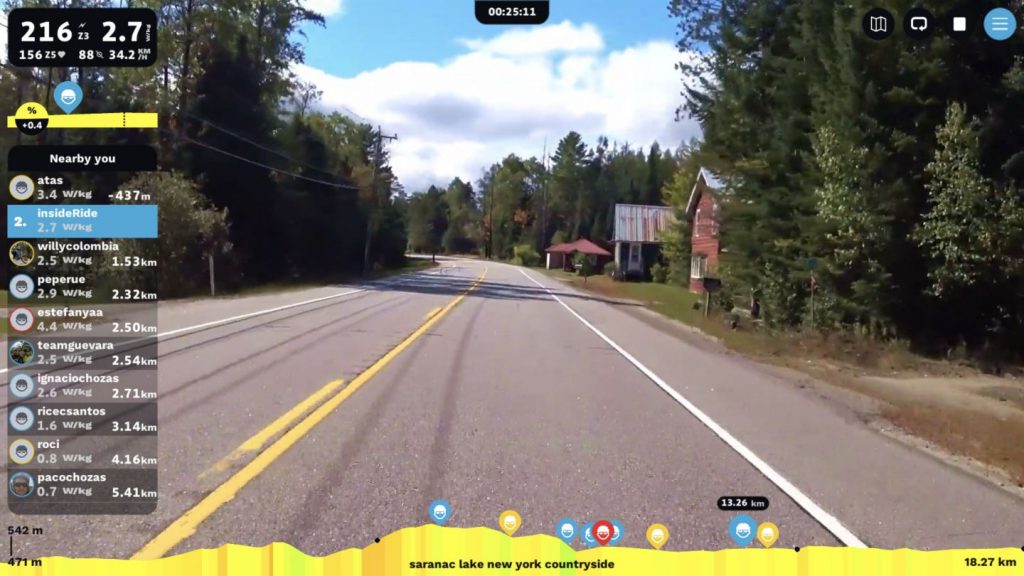 00:25:11
216 Z3 2.7 W/KG
156 Z5 88 34.2 KM/H
%
+0.4
Nearby you
atas
3.4 W/kg -437m
2. insideRide
2.7 W/kg
willycolombia
2.5 W/kg 1.53km
peperue
2.9 W/kg 2.32km
estefanyaa
4.4 W/kg 2.50km
teamguevara
2.5 W/kg 2.54km
ignaciochozas
2.6 W/kg 2.71km
ricecsantos
1.6 W/kg 3.14km
roci
0.8 W/kg 4.16km
pacochozas
0.7 W/kg 5.41km
13.26 km
542 m
471 m
saranac lake new york countryside
18.27 km